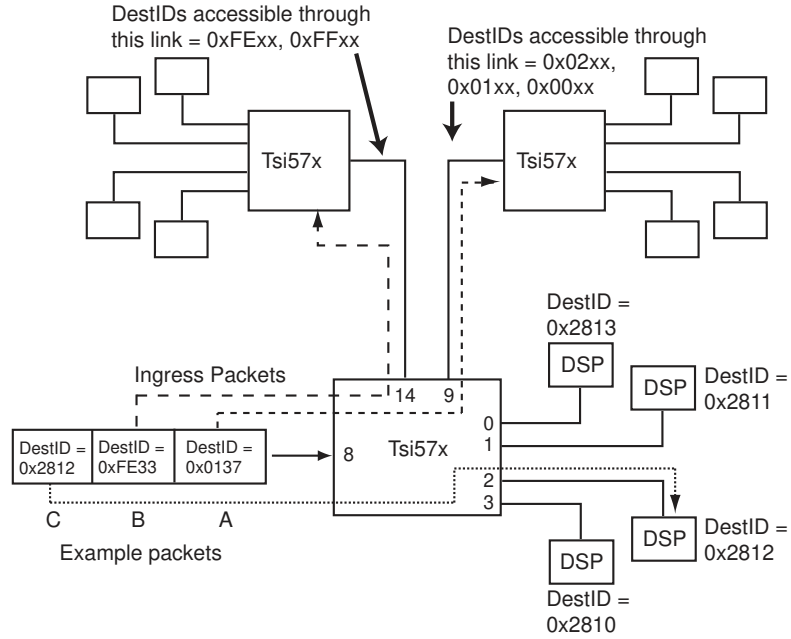 DestIDs accessible through
this link = 0xFExx, 0xFFxx
DestIDs accessible through
this link = 0x02xx,
0x01xx, 0x00xx
Tsi57x
Tsi57x
DestID =
0x2813
DSP
DSP
DestID =
0x2811
Ingress Packets
14
9
0
1
8
Tsi57x
2
3
DestID =
0x2812
DestID =
0xFE33
DestID =
0x0137
C
B
A
Example packets
DSP
DestID =
0x2812
DSP
DestID =
0x2810